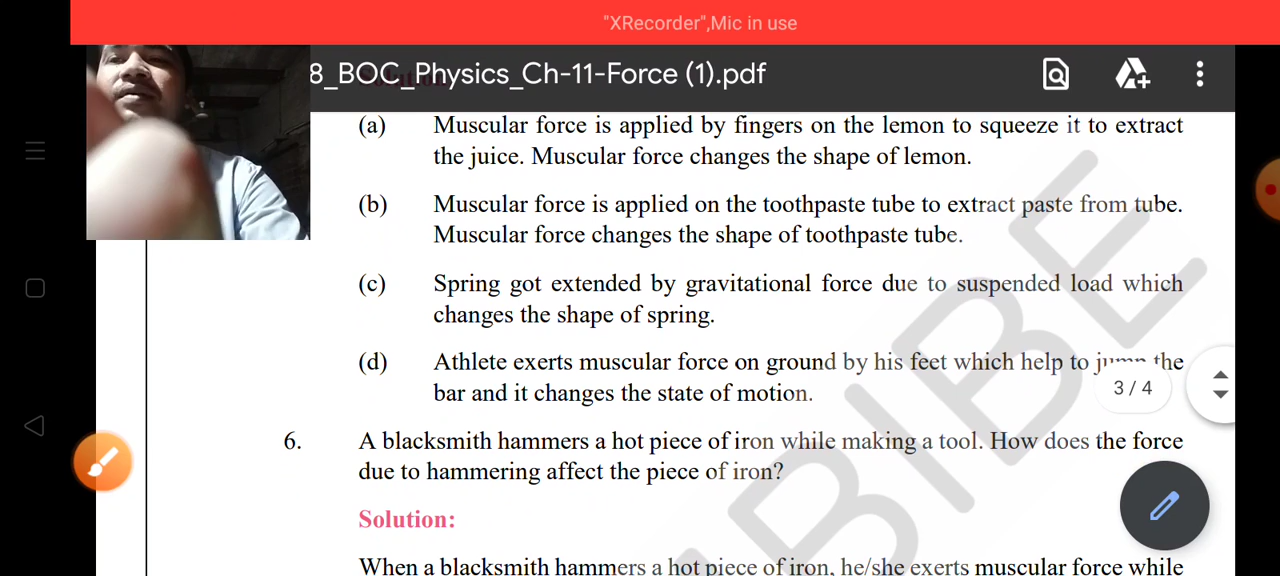 "XRecorder",Mic in use
8_BOC_Physics_Ch-11-Force (1).pdf
(a) Muscular force is applied by fingers on the lemon to squeeze it to extract
the juice. Muscular force changes the shape of lemon.
(b) Muscular force is applied on the toothpaste tube to extract paste from tube.
Muscular force changes the shape of toothpaste tube.
(c) Spring got extended by gravitational force due to suspended load which
changes the shape of spring.
(d) Athlete exerts muscular force on ground by his feet which help to jump the
bar and it changes the state of motion.
3 / 4
6. A blacksmith hammers a hot piece of iron while making a tool. How does the force
due to hammering affect the piece of iron?
Solution:
When a blacksmith hammers a hot piece of iron, he/she exerts muscular force while